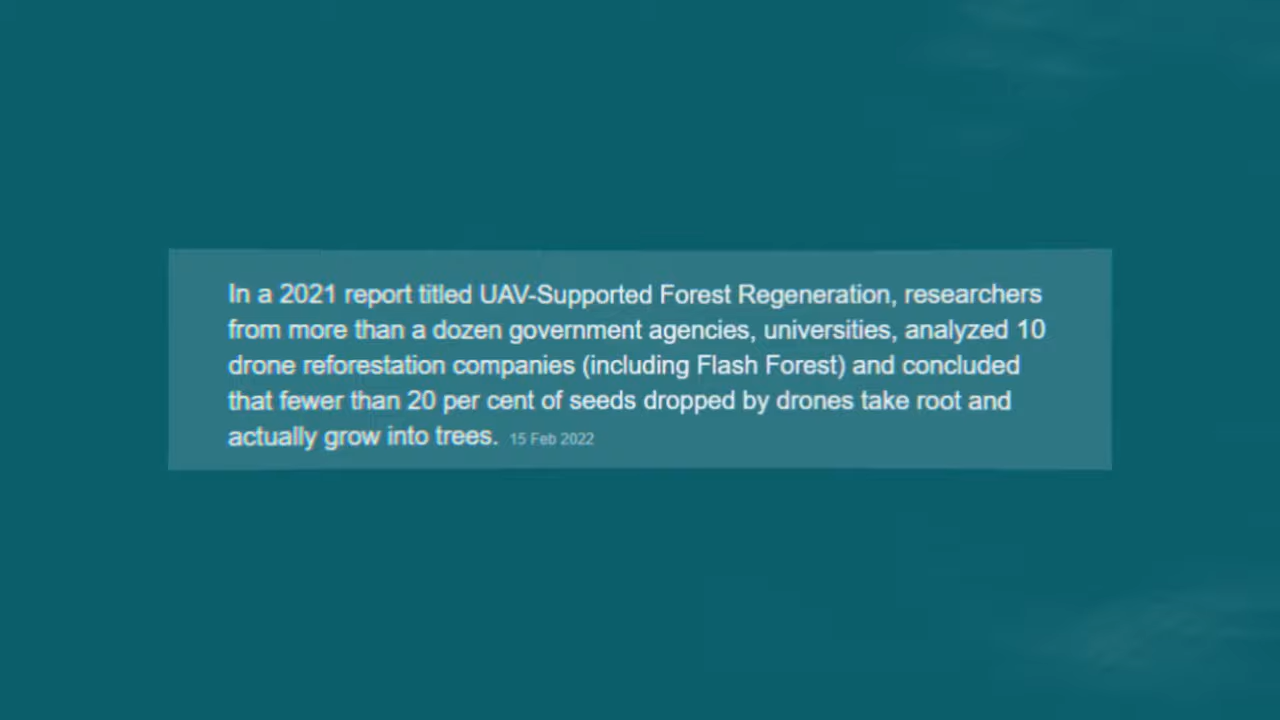 In a 2021 report titled UAV-Supported Forest Regeneration, researchers
from more than a dozen government agencies, universities, analyzed 10
drone reforestation companies (including Flash Forest) and concluded
that fewer than 20 per cent of seeds dropped by drones take root and
actually grow into trees. 15 Feb 2022